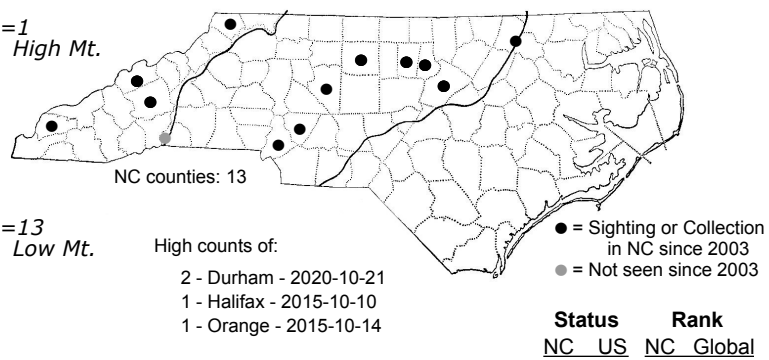 =1
High Mt.
NC counties: 13
=13
Low Mt.
High counts of:
2 - Durham - 2020-10-21
1 - Halifax - 2015-10-10
1 - Orange - 2015-10-14
= Sighting or Collection
in NC since 2003
= Not seen since 2003
Status Rank
NC US NC Global